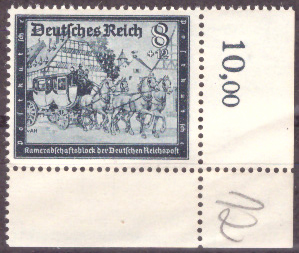 Deutsches Reich 8
+12
Kameradschaftsblock der Deutschen Reichspost
10,00